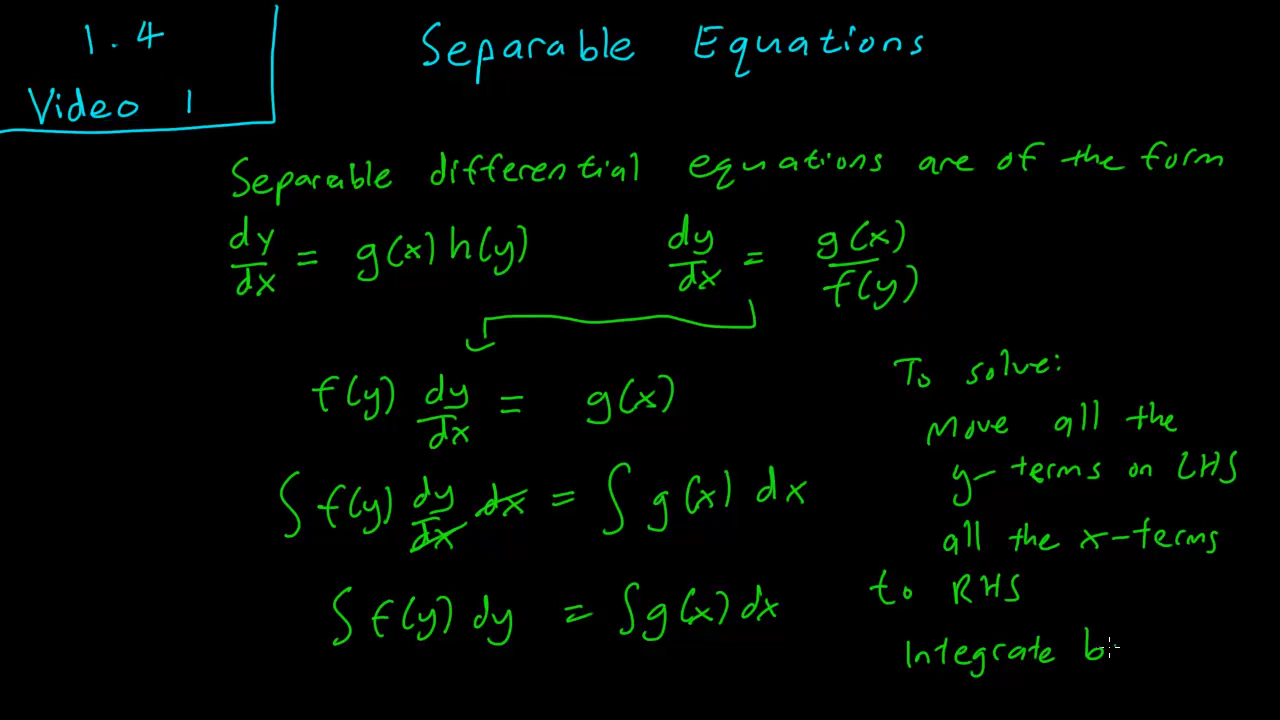 1.4
Video 1
Separable Equations
Separable differential equations are of the form
dy/dx = g(x) h(y)
dy/dx = g(x)/f(y)
f(y) dy/dx = g(x)
∫ f(y) dy/dx dx = ∫ g(x) dx
∫ f(y) dy = ∫ g(x) dx
To solve:
Move all the
y-terms on LHS
all the x-terms
to RHS
Integrate b